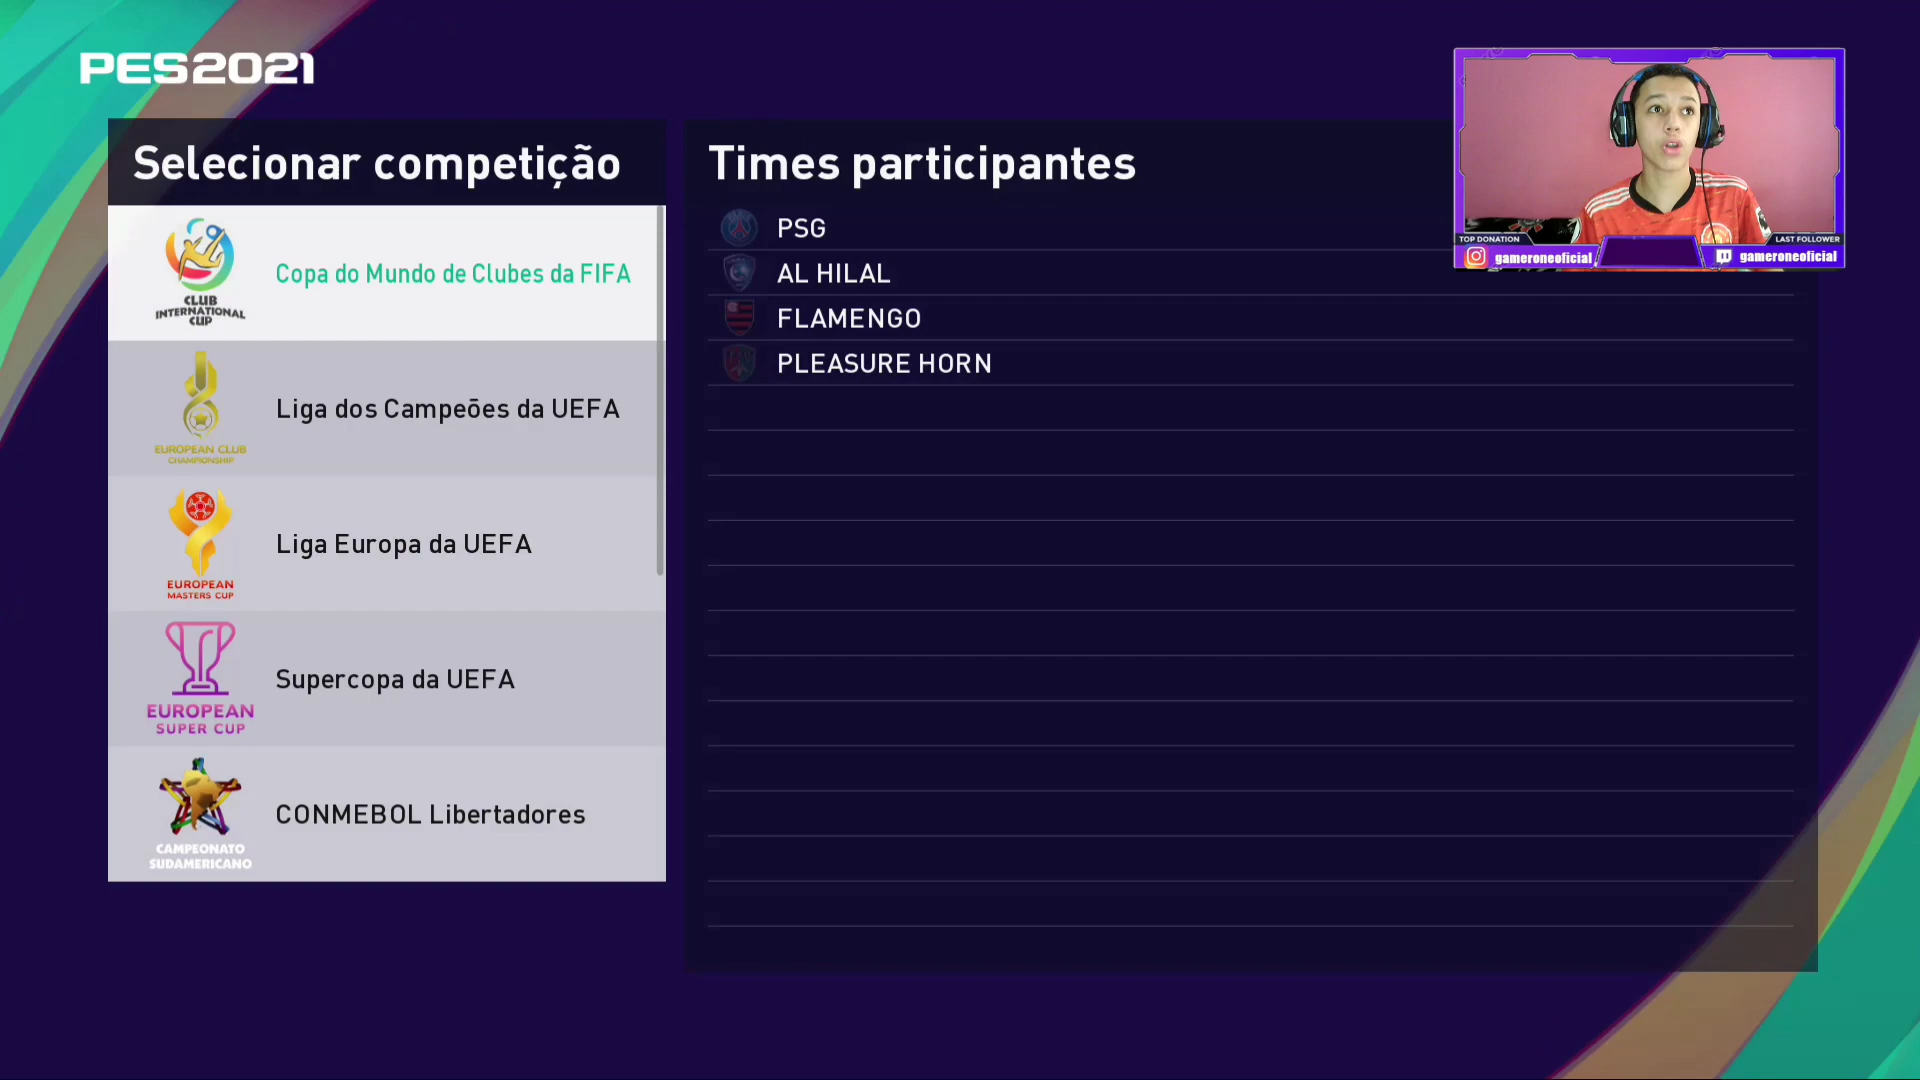 PES2021
Selecionar competição
CLUB
INTERNATIONAL
CUP
Copa do Mundo de Clubes da FIFA
EUROPEAN CLUB
CHAMPIONSHIP
Liga dos Campeões da UEFA
EUROPEAN
MASTERS CUP
Liga Europa da UEFA
EUROPEAN
SUPER CUP
Supercopa da UEFA
CAMPEONATO
SUDAMERICANO
CONMEBOL Libertadores
Times participantes
PSG
AL HILAL
FLAMENGO
PLEASURE HORN
TOP DONATION
LAST FOLLOWER
gameroneoficial
gameroneoficial